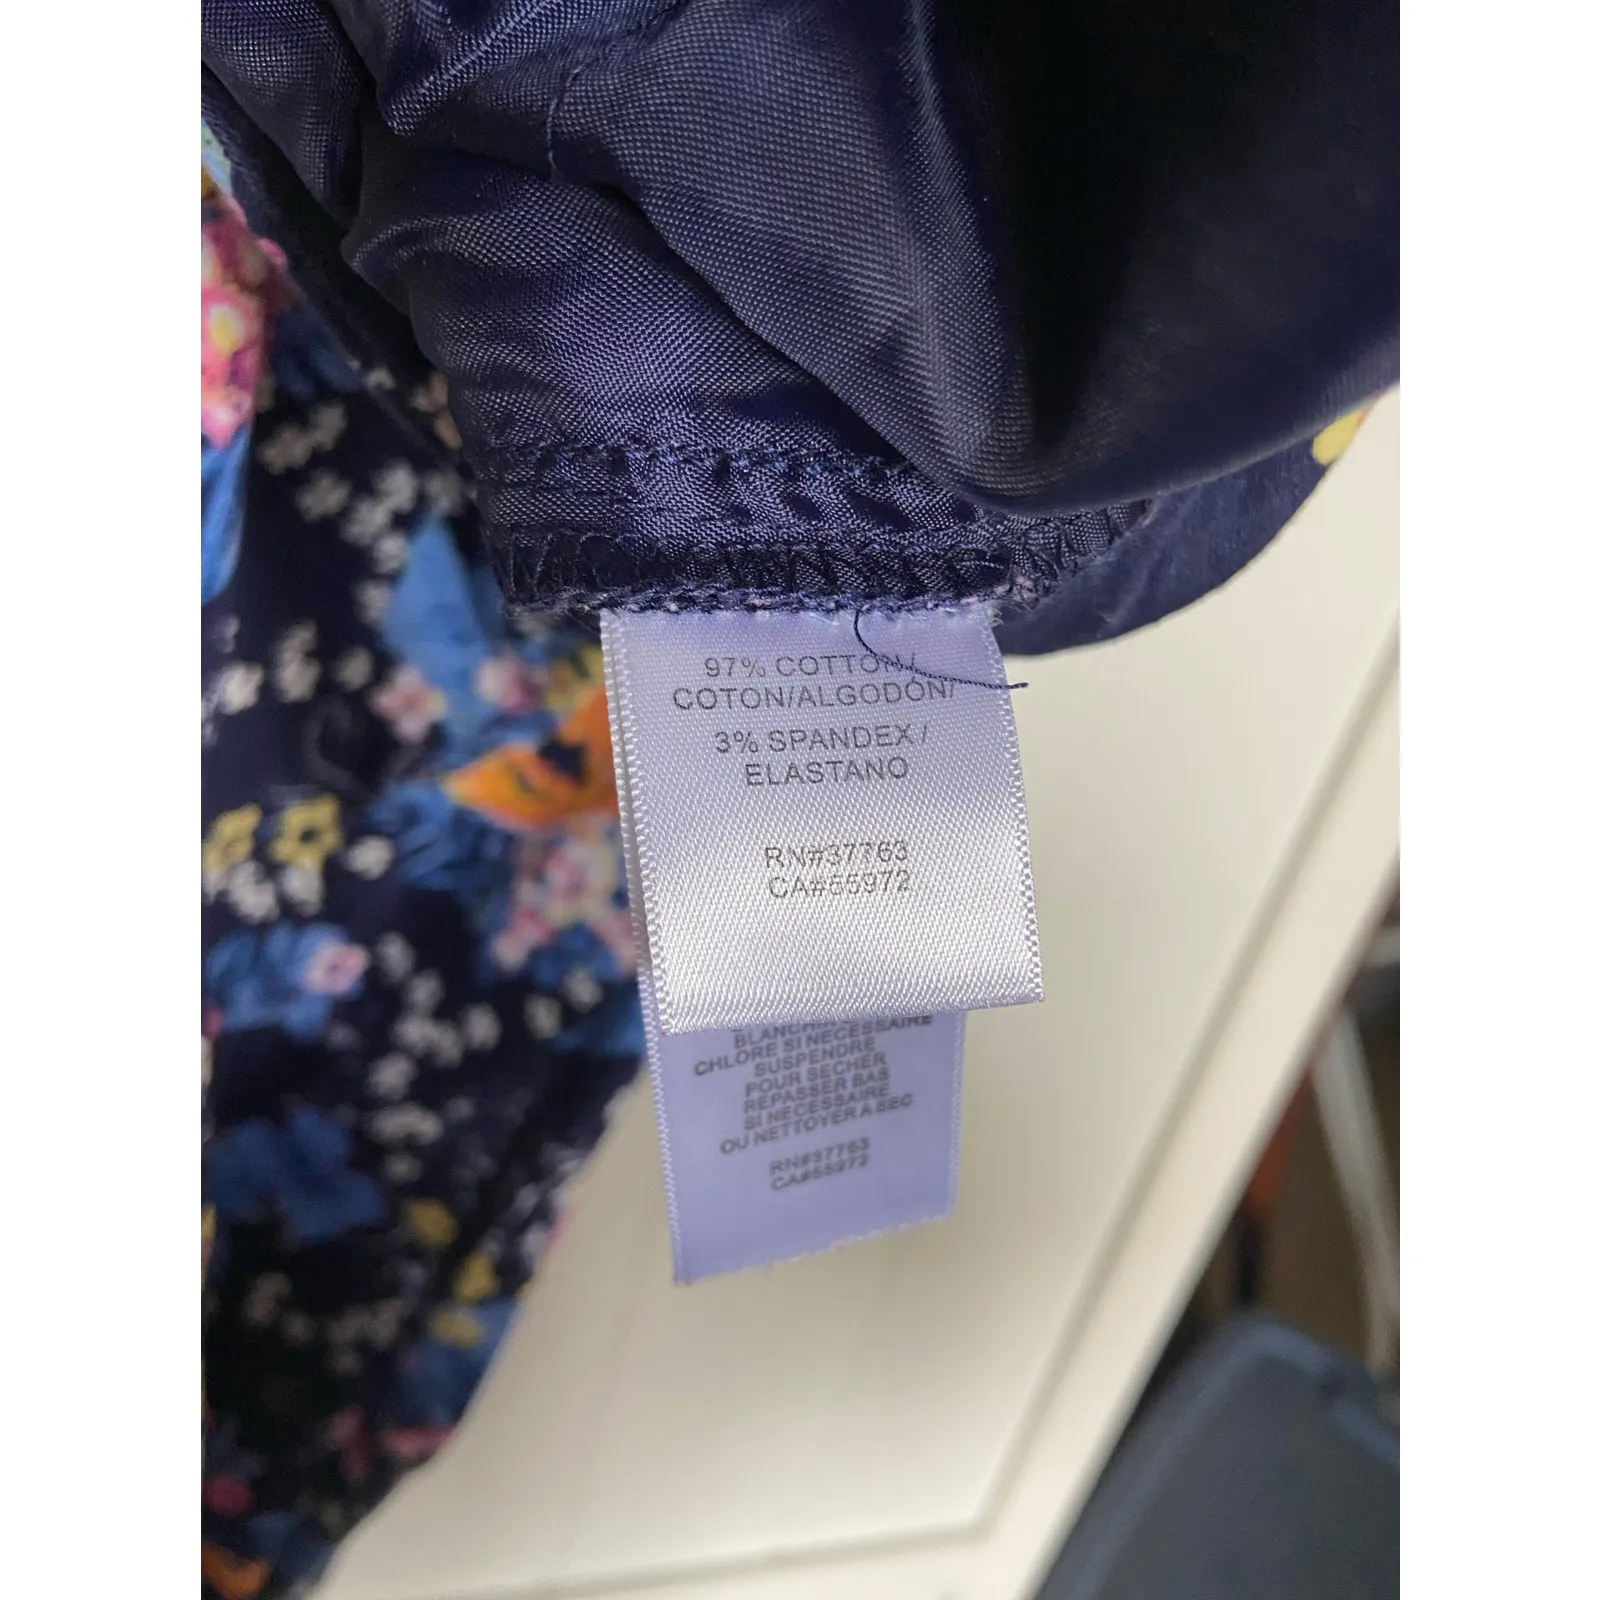 97% COTTON/
COTON/ALGODÓN/
3% SPANDEX/
ELASTANO
RN#37763
CA#55972
BLANCHIR
CHLORE SI NECESSAIRE
SUSPENDRE
POUR SECHER
REPASSER BAS
SI NECESSAIRE
OU NETTOYER A SEC
RN#37763
CA#55972